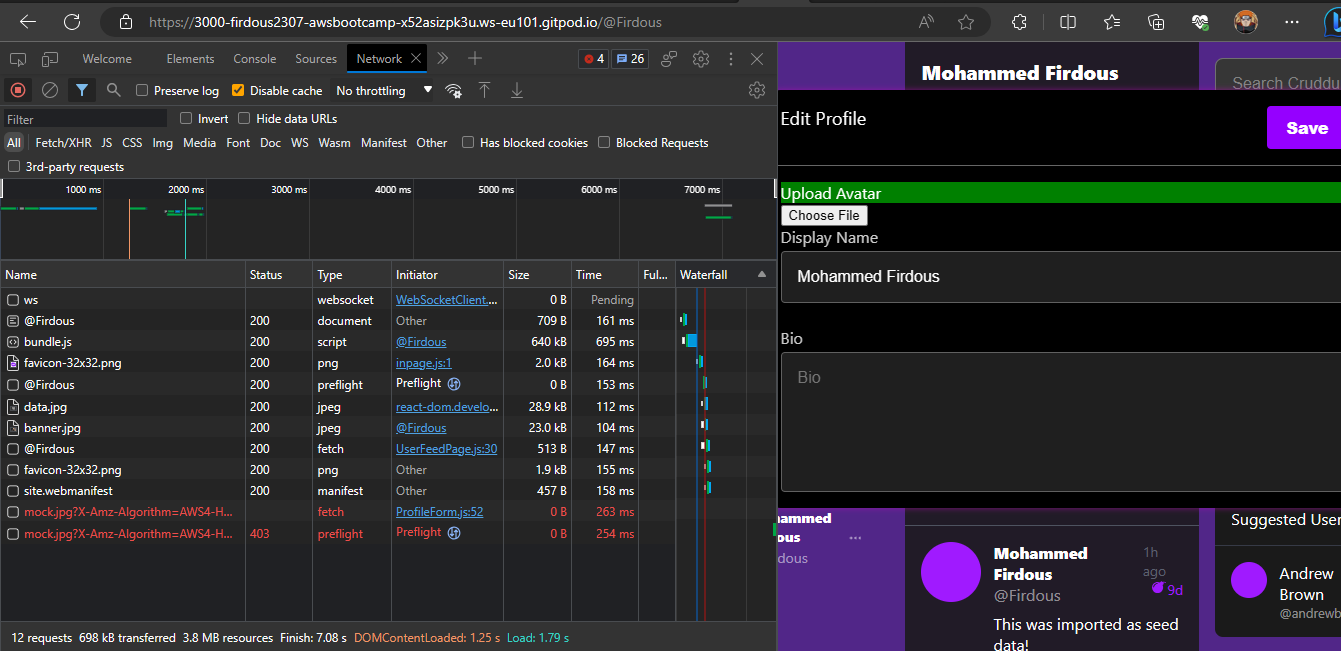 https://3000-firdous2307-awsbootcamp-x52asizpk3u.ws-eu101.gitpod.io/@Firdous
Welcome Elements Console Sources Network 4 26
Preserve log Disable cache No throttling
Filter Invert Hide data URLs
All Fetch/XHR JS CSS Img Media Font Doc WS Wasm Manifest Other Has blocked cookies Blocked Requests
3rd-party requests
1000 ms 2000 ms 3000 ms 4000 ms 5000 ms 6000 ms 7000 ms
Name Status Type Initiator Size Time Ful... Waterfall
ws websocket WebSocketClient.... 0 B Pending
@Firdous 200 document Other 709 B 161 ms
bundle.js 200 script @Firdous 640 kB 695 ms
favicon-32x32.png 200 png inpage.js:1 2.0 kB 164 ms
@Firdous 200 preflight Preflight 0 B 153 ms
data.jpg 200 jpeg react-dom.develo... 28.9 kB 112 ms
banner.jpg 200 jpeg @Firdous 23.0 kB 104 ms
@Firdous 200 fetch UserFeedPage.js:30 513 B 147 ms
favicon-32x32.png 200 png Other 1.9 kB 155 ms
site.webmanifest 200 manifest Other 457 B 158 ms
mock.jpg?X-Amz-Algorithm=AWS4-H... fetch ProfileForm.js:52 0 B 263 ms
mock.jpg?X-Amz-Algorithm=AWS4-H... 403 preflight Preflight 0 B 254 ms
12 requests 698 kB transferred 3.8 MB resources Finish: 7.08 s DOMContentLoaded: 1.25 s Load: 1.79 s
Mohammed Firdous
Search Cruddu
Edit Profile
Save
Upload Avatar
Choose File
Display Name
Mohammed Firdous
Bio
Bio
ammed
ous
dous
Mohammed
Firdous
@Firdous
1h
ago
9d
This was imported as seed
data!
Suggested User
Andrew
Brown
@andrewb